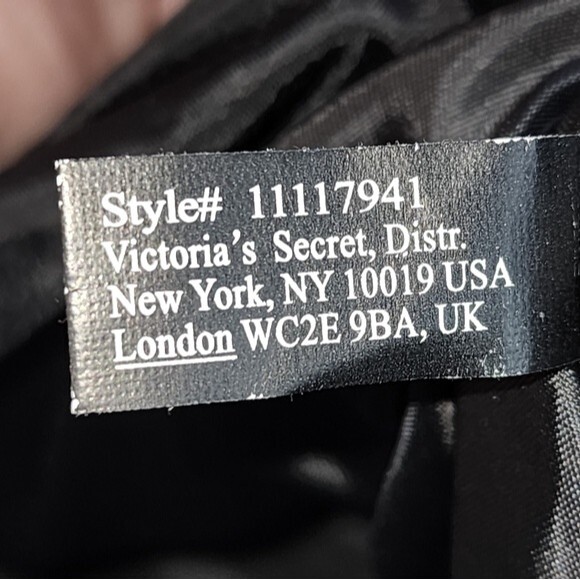 Style# 11117941
Victoria's Secret, Distr.
New York, NY 10019 USA
London WC2E 9BA, UK